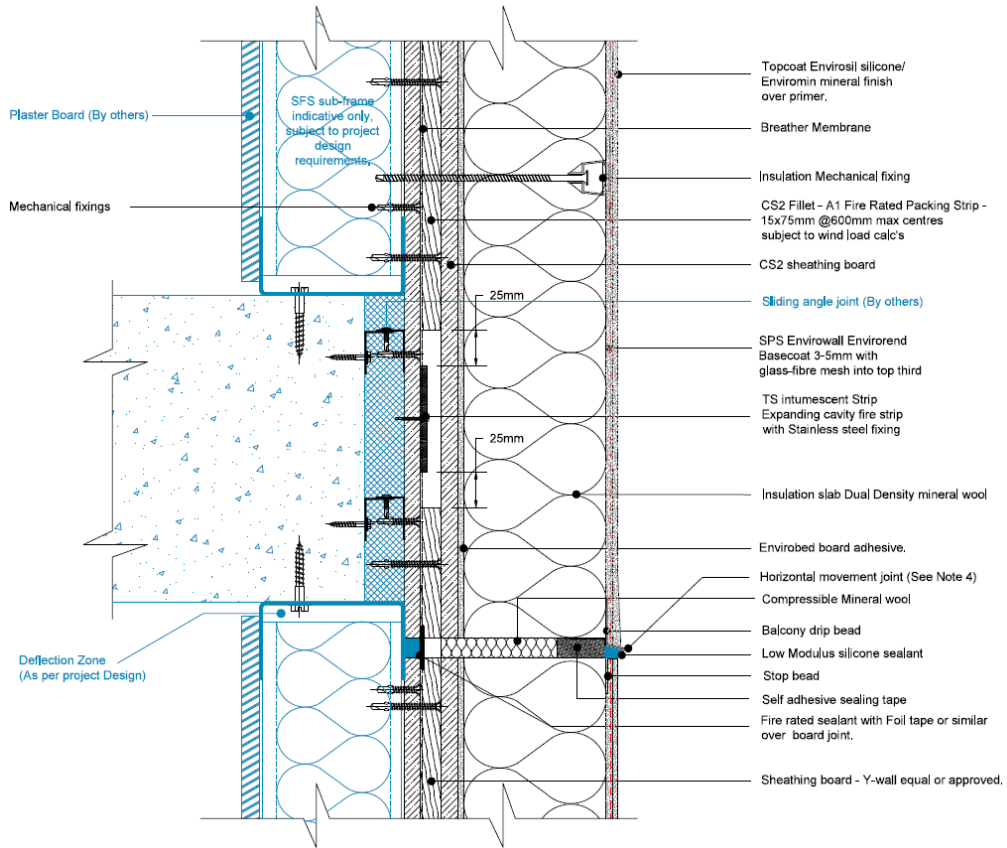 Plaster Board (By others)
SFS sub-frame
indicative only,
subject to project
design
requirements.
Mechanical fixings
Deflection Zone
(As per project Design)
25mm
25mm
Topcoat Envirosil silicone/
Enviromin mineral finish
over primer.
Breather Membrane
Insulation Mechanical fixing
CS2 Fillet - A1 Fire Rated Packing Strip -
15x75mm @600mm max centres
subject to wind load calc's
CS2 sheathing board
Sliding angle joint (By others)
SPS Envirowall Envirorend
Basecoat 3-5mm with
glass-fibre mesh into top third
TS intumescent Strip
Expanding cavity fire strip
with Stainless steel fixing
Insulation slab Dual Density mineral wool
Envirobed board adhesive.
Horizontal movement joint (See Note 4)
Compressible Mineral wool
Balcony drip bead
Low Modulus silicone sealant
Stop bead
Self adhesive sealing tape
Fire rated sealant with Foil tape or similar
over board joint.
Sheathing board - Y-wall equal or approved.